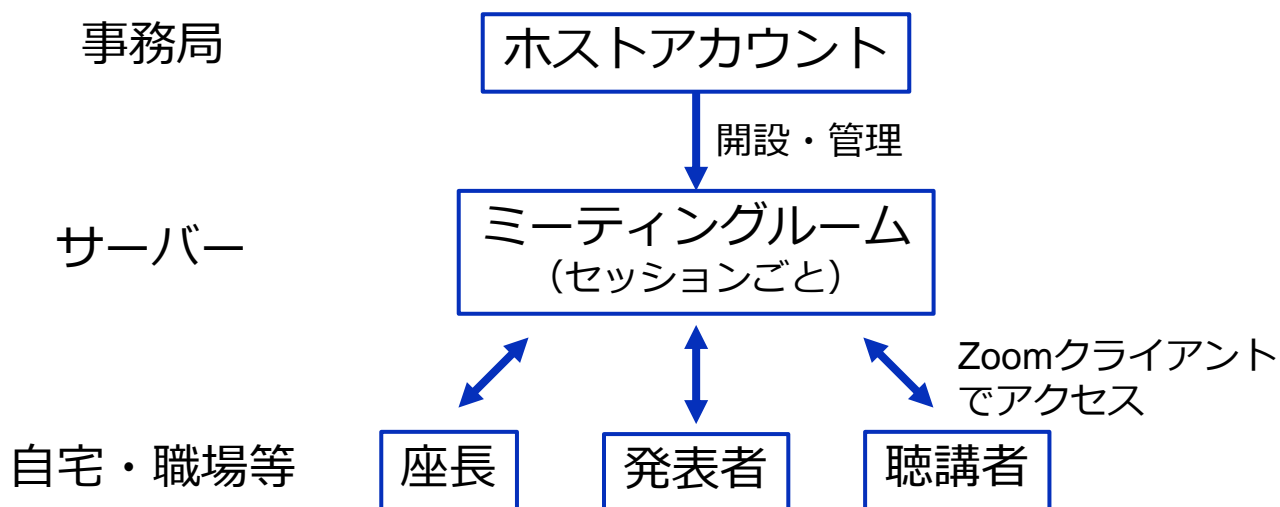 事務局
ホストアカウント
開設・管理
サーバー
ミーティングルーム
（セッションごと）
Zoomクライアント
でアクセス
自宅・職場等
座長
発表者
聴講者